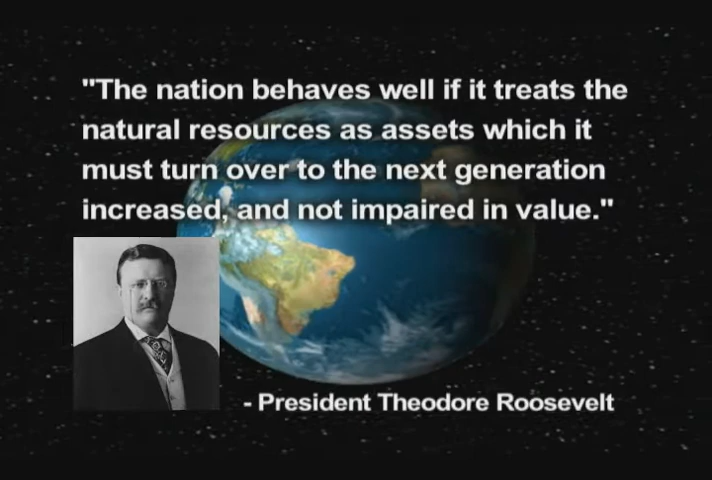 "The nation behaves well if it treats the
natural resources as assets which it
must turn over to the next generation
increased, and not impaired in value."
- President Theodore Roosevelt